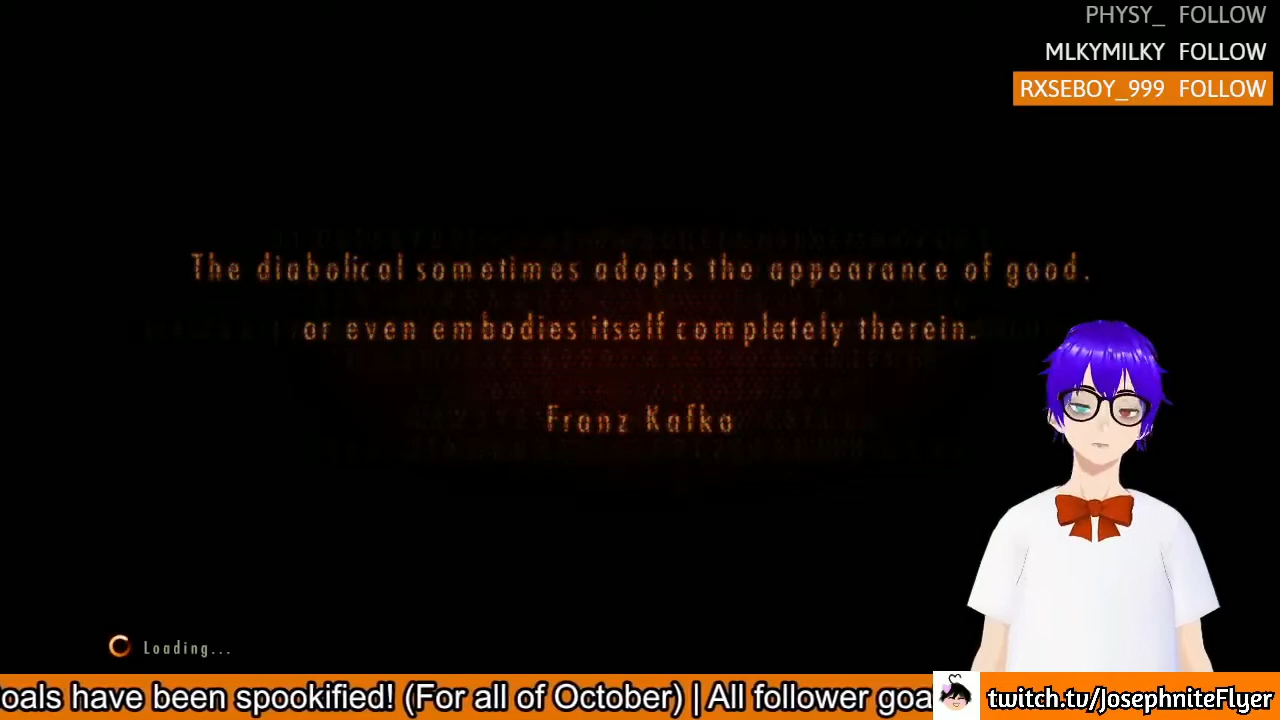 PHYSY_ FOLLOW
MLKYMILKY FOLLOW
RXSEBOY_999 FOLLOW
The diabolical sometimes adopts the appearance of good.
or even embodies itself completely therein.
Franz Kafka
Loading...
oals have been spookified! (For all of October) | All follower goa
twitch.tv/JosephniteFlyer